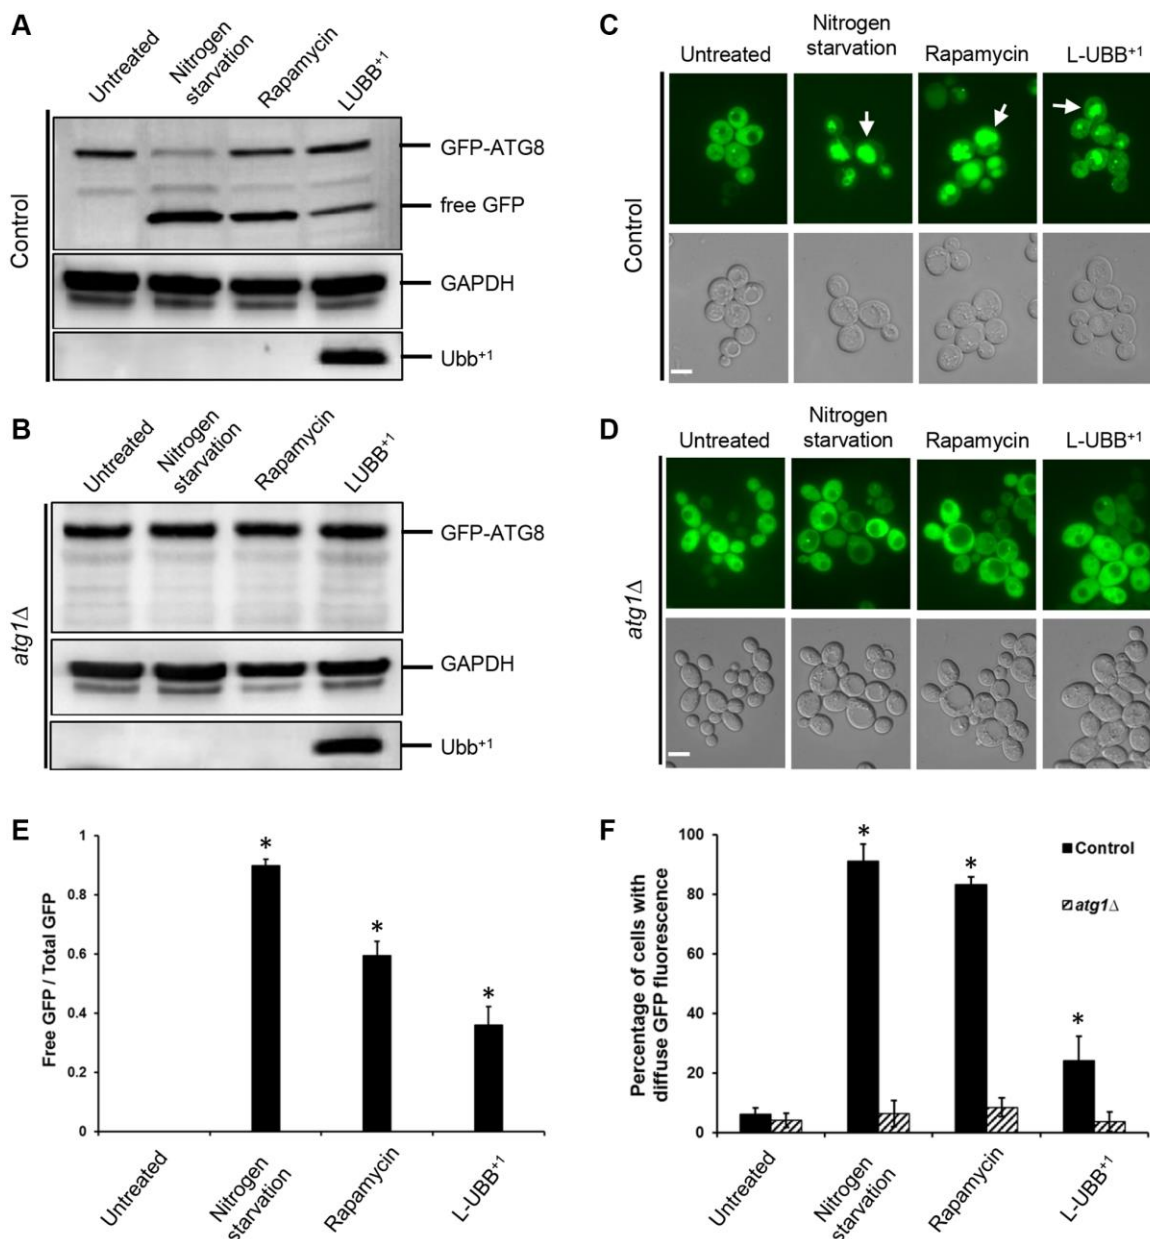 A
Untreated
Nitrogen
starvation
Rapamycin
LUBB+1
Control
GFP-ATG8
free GFP
GAPDH
Ubb+1
B
Untreated
Nitrogen
starvation
Rapamycin
LUBB+1
atg1Δ
GFP-ATG8
GAPDH
Ubb+1
C
Untreated
Nitrogen
starvation
Rapamycin
L-UBB+1
Control
D
Untreated
Nitrogen
starvation
Rapamycin
L-UBB+1
atg1Δ
E
Free GFP / Total GFP
1
0.8
0.6
0.4
0.2
0
*
*
*
Untreated
Nitrogen
starvation
Rapamycin
L-UBB+1
F
Percentage of cells with
diffuse GFP fluorescence
100
80
60
40
20
0
*
*
*
Control
atg1Δ
Untreated
Nitrogen
starvation
Rapamycin
L-UBB+1